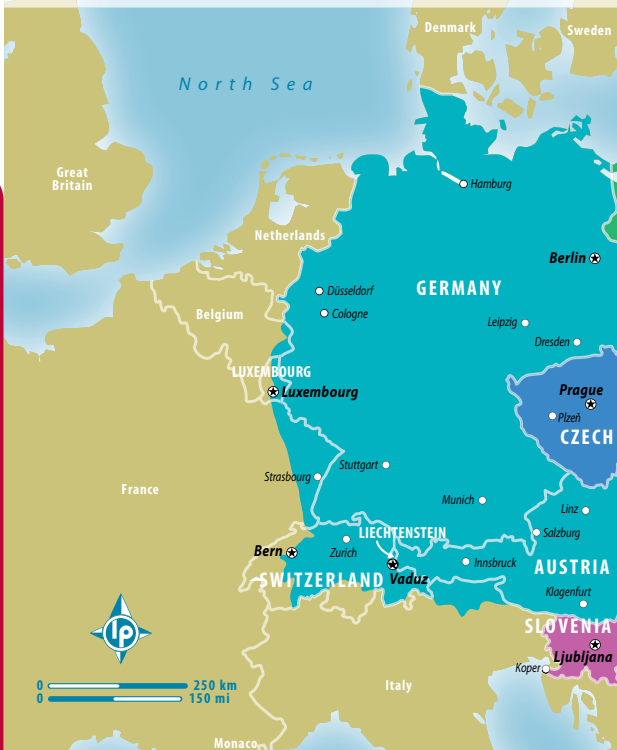 Denmark
Sweden
North Sea
Great
Britain
Hamburg
Netherlands
Berlin
GERMANY
Düsseldorf
Belgium
Cologne
Leipzig
Dresden
LUXEMBOURG
Luxembourg
Prague
Plzeň
CZECH
Stuttgart
Strasbourg
France
Munich
Linz
LIECHTENSTEIN
Salzburg
Bern
Zurich
Innsbruck
AUSTRIA
SWITZERLAND
Vaduz
Klagenfurt
SLOVENIA
lp
Ljubljana
Koper
0 250 km
0 150 mi
Italy
Monaco